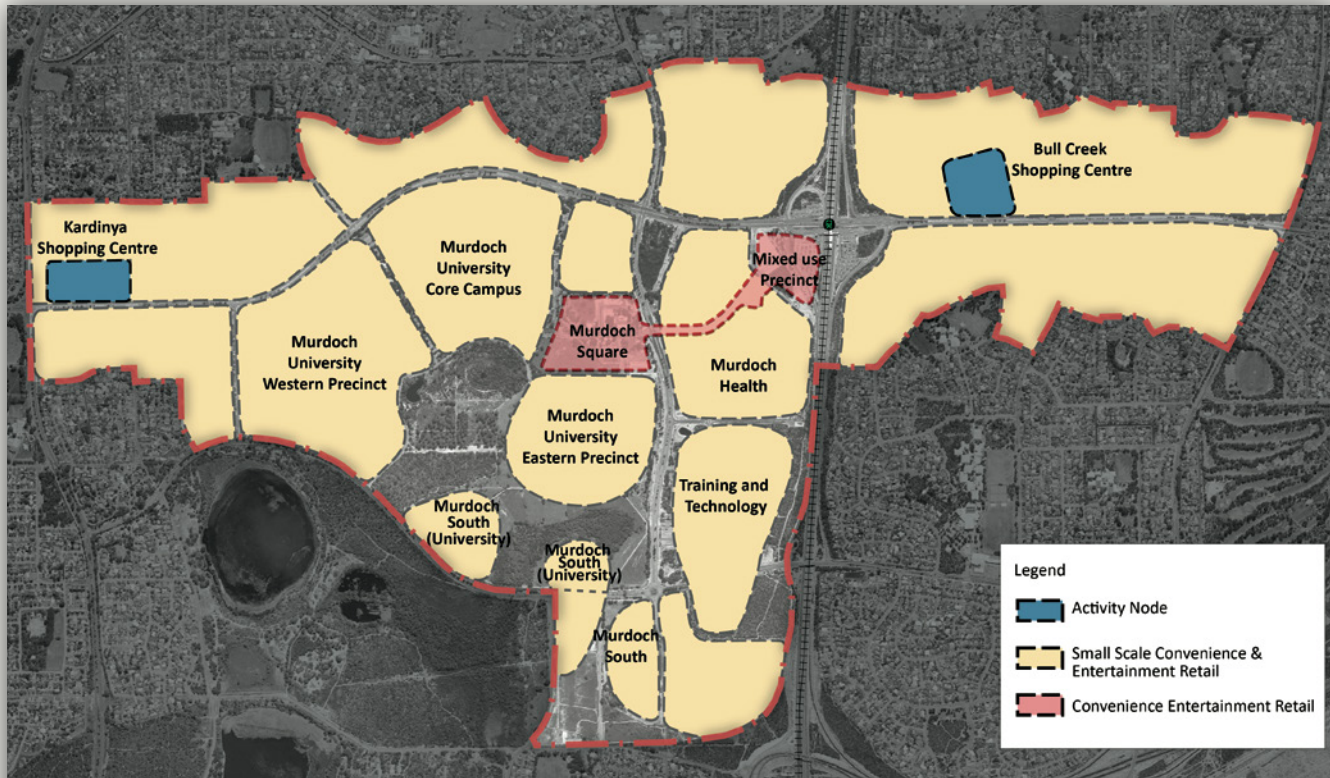 Bull Creek
Shopping Centre
Kardinya
Shopping Centre
Murdoch
University
Core Campus
Mixed use
Precinct
Murdoch
Square
Murdoch
University
Western Precinct
Murdoch
Health
Murdoch
University
Eastern Precinct
Training and
Technology
Murdoch
South
(University)
Murdoch
South
(University)
Murdoch
South
Legend
Activity Node
Small Scale Convenience &
Entertainment Retail
Convenience Entertainment Retail